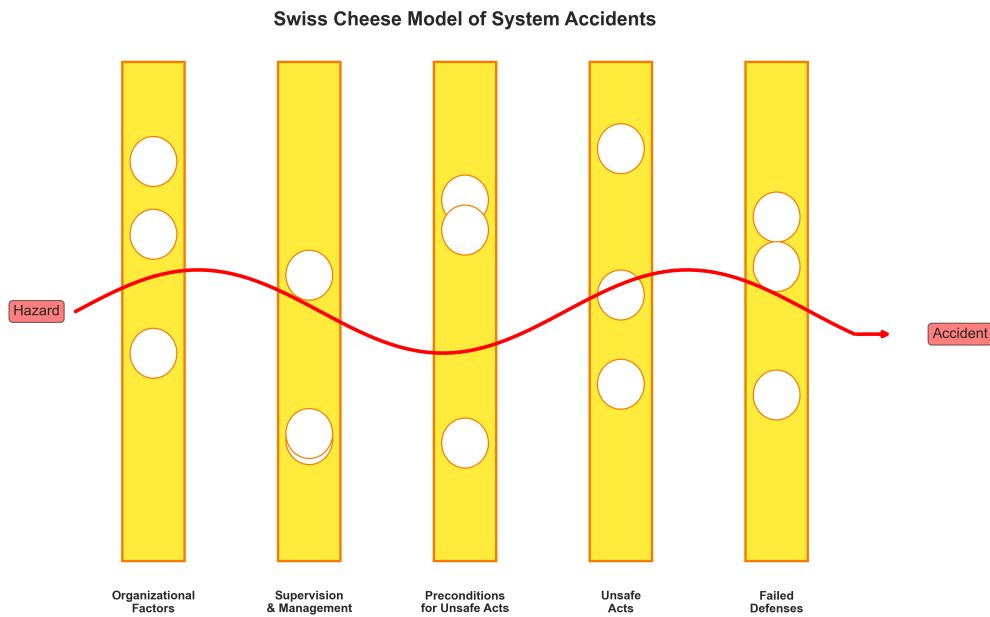 Swiss Cheese Model of System Accidents
Hazard
Accident
Organizational
Factors
Supervision
& Management
Preconditions
for Unsafe Acts
Unsafe
Acts
Failed
Defenses